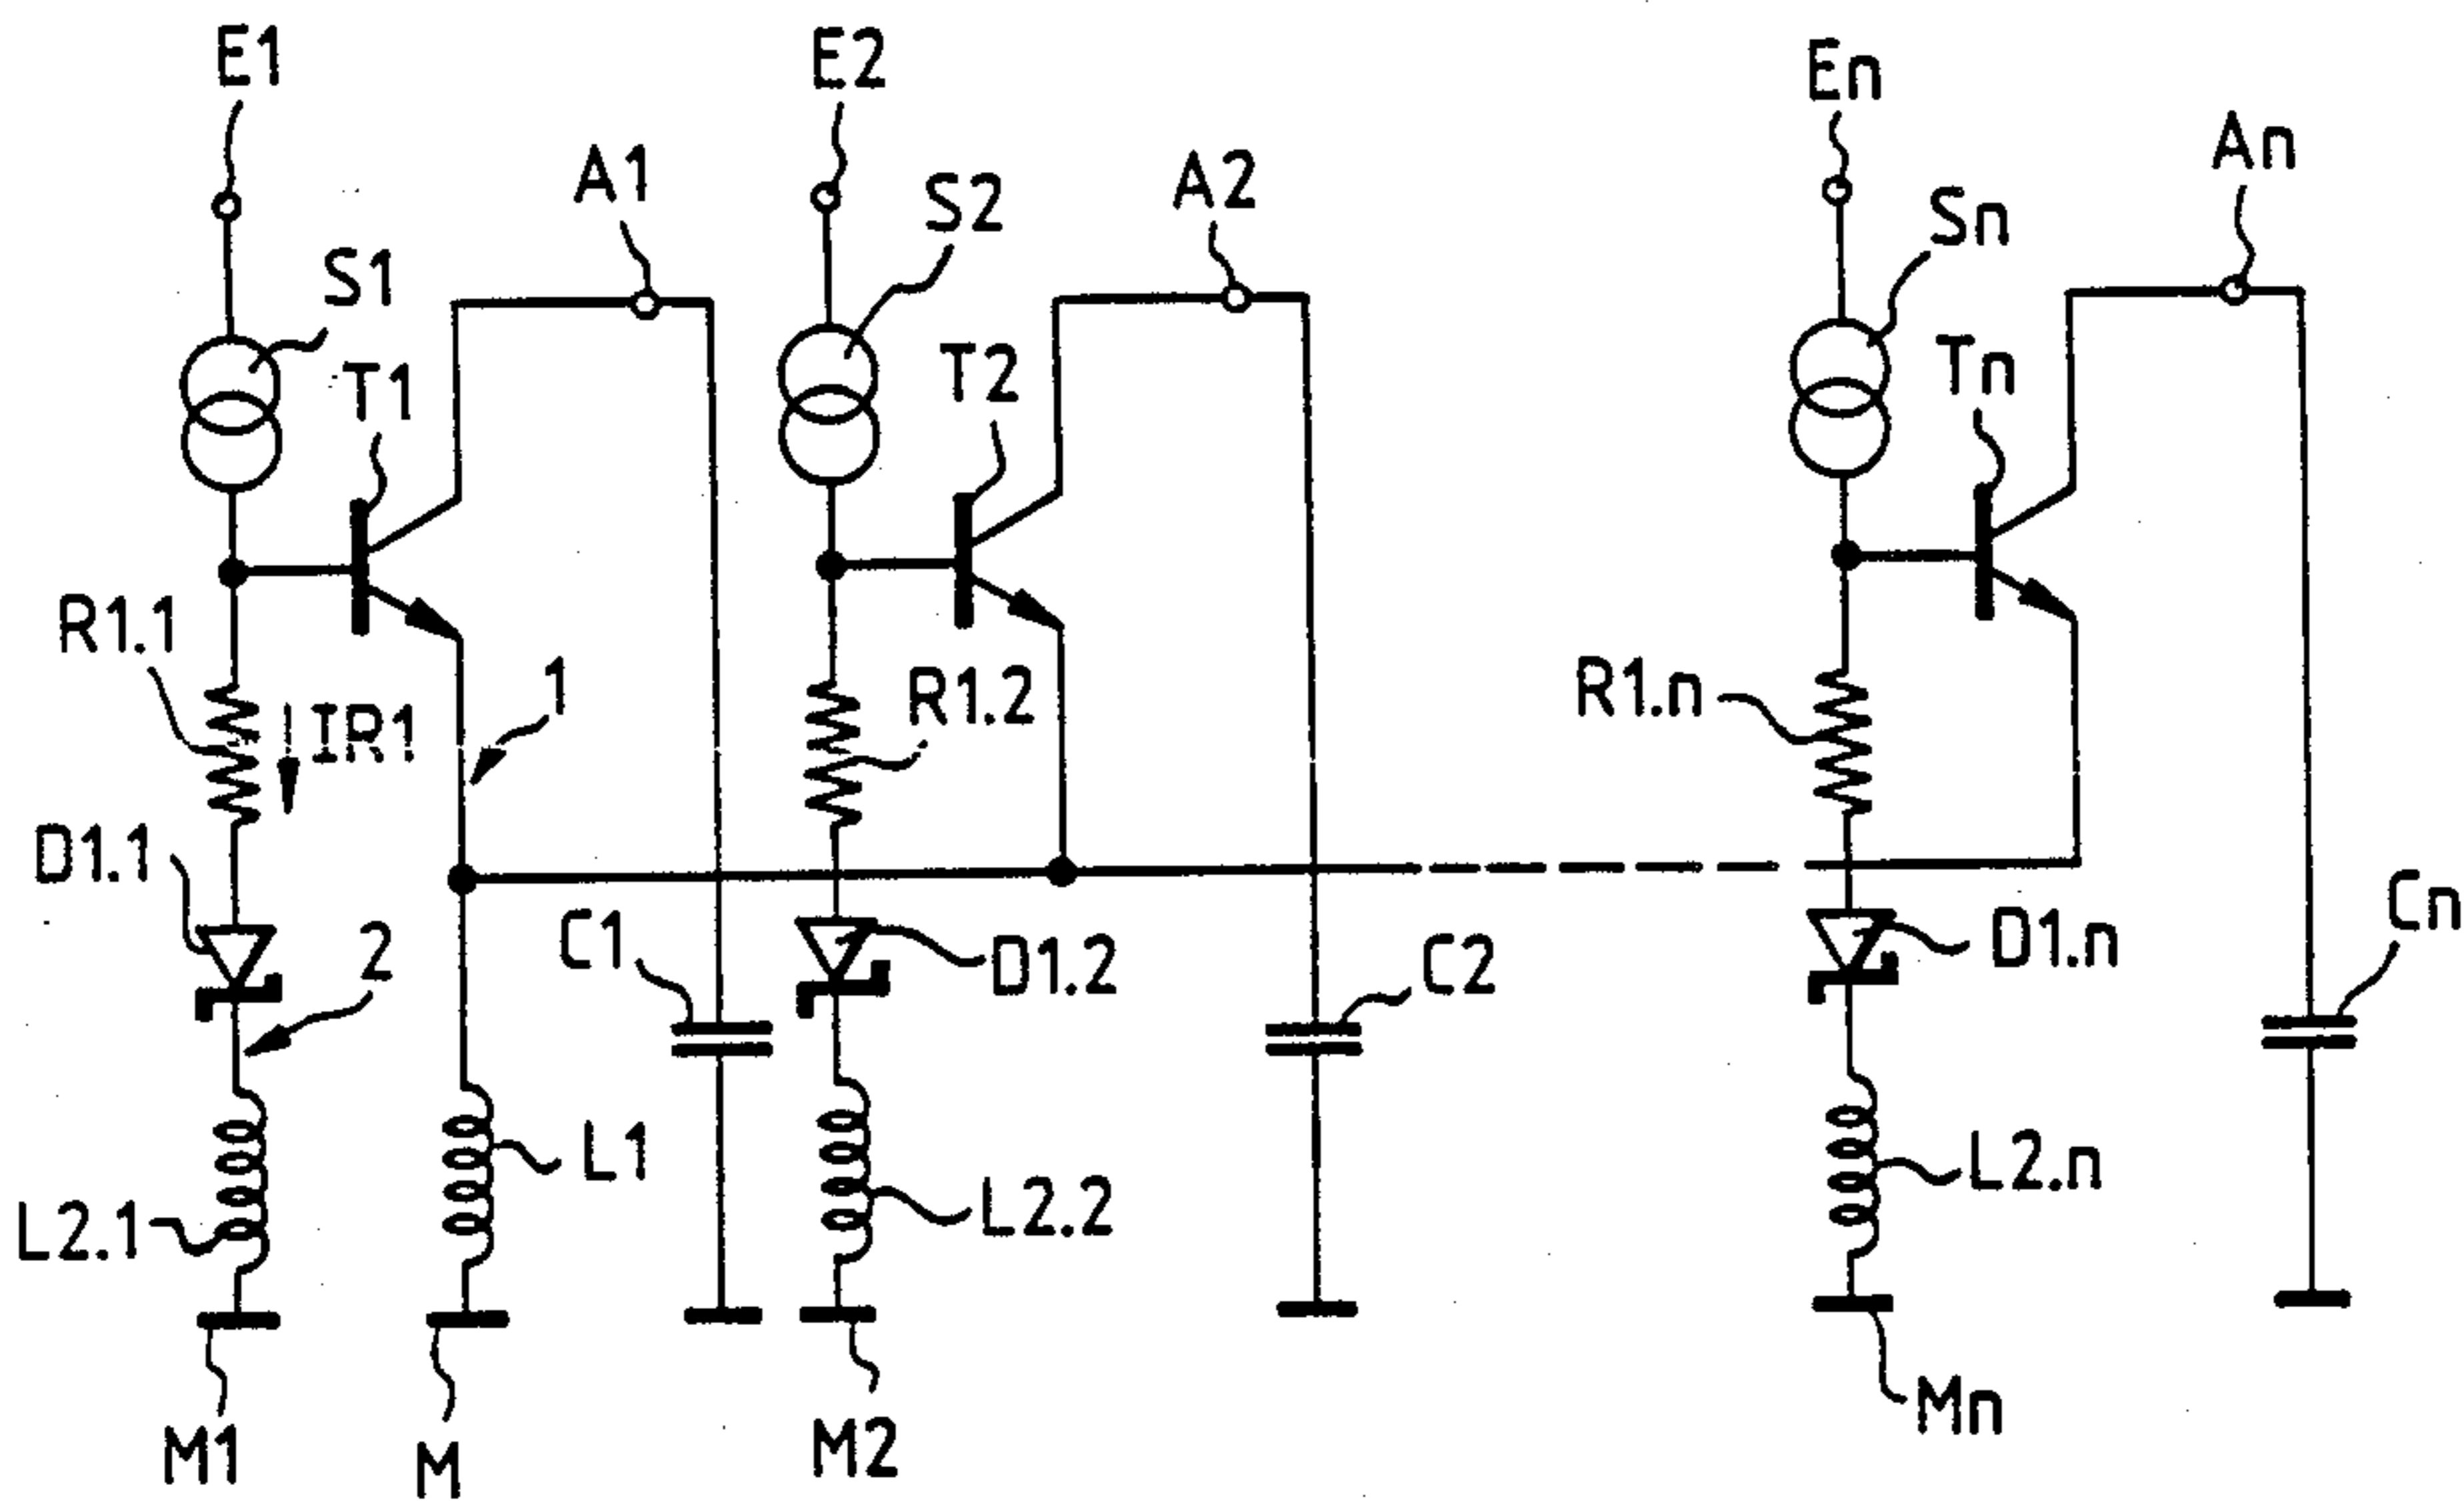 E1
E2
En
A1
A2
An
S1
S2
Sn
T1
T2
Tn
R1.1
IR1
1
R1.2
R1.n
D1.1
2
C1
D1.2
C2
D1.n
Cn
L2.1
L1
L2.2
L2.n
M1
M
M2
Mn